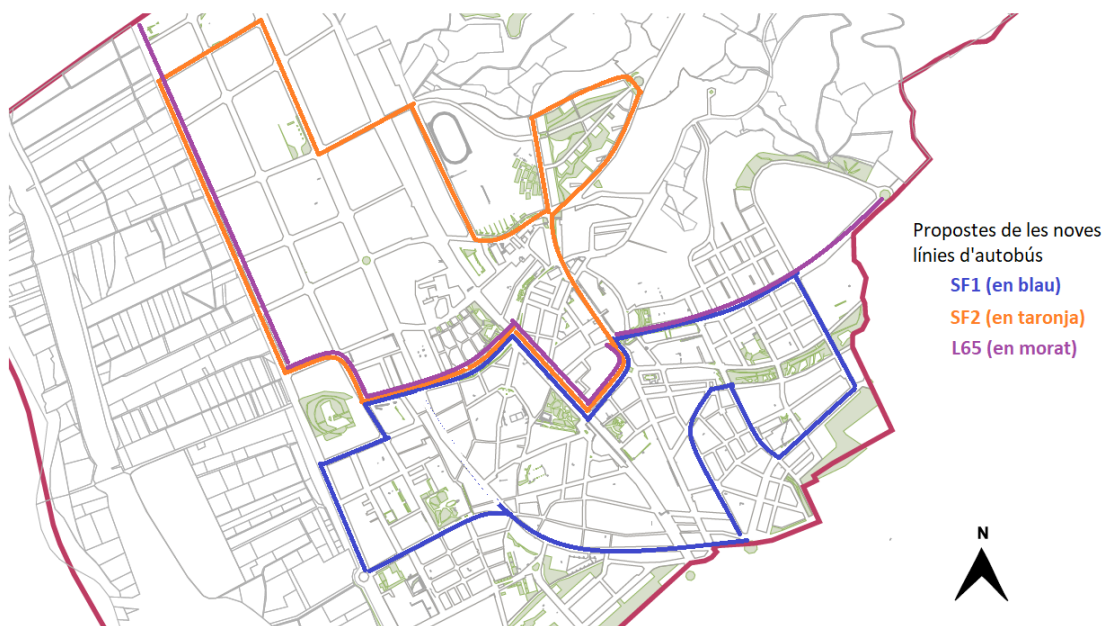 Propostes de les noves
línies d'autobús
SF1 (en blau)
SF2 (en taronja)
L65 (en morat)
N